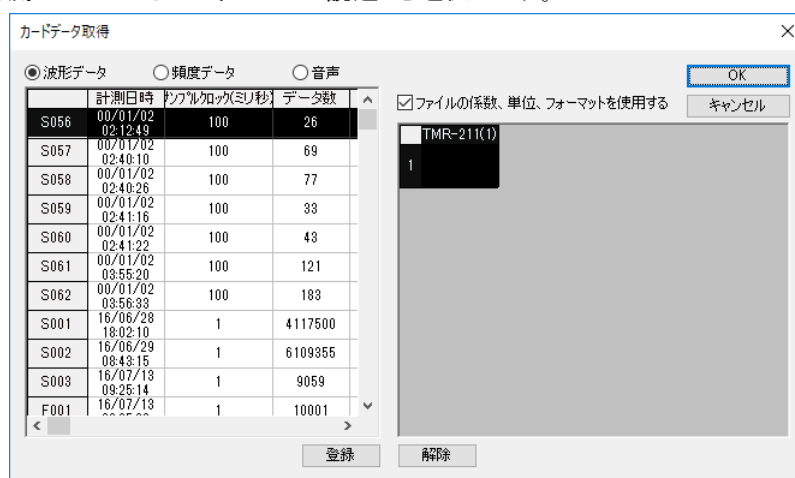 カードデータ取得
波形データ 頻度データ 音声
OK
キャンセル
ファイルの係数、単位、フォーマットを使用する
計測日時 サンプルクロック(ミリ秒) データ数
S056 00/01/02 02:12:49 100 26
S057 00/01/02 02:40:10 100 69
S058 00/01/02 02:40:26 100 77
S059 00/01/02 02:41:16 100 33
S060 00/01/02 02:41:22 100 43
S061 00/01/02 03:55:20 100 121
S062 00/01/02 03:56:33 100 183
S001 16/06/28 18:02:10 1 4117500
S002 16/06/29 08:43:15 1 6109355
S003 16/07/13 09:25:14 1 9059
F001 16/07/13 1 10001
TMR-211(1)
1
登録 解除